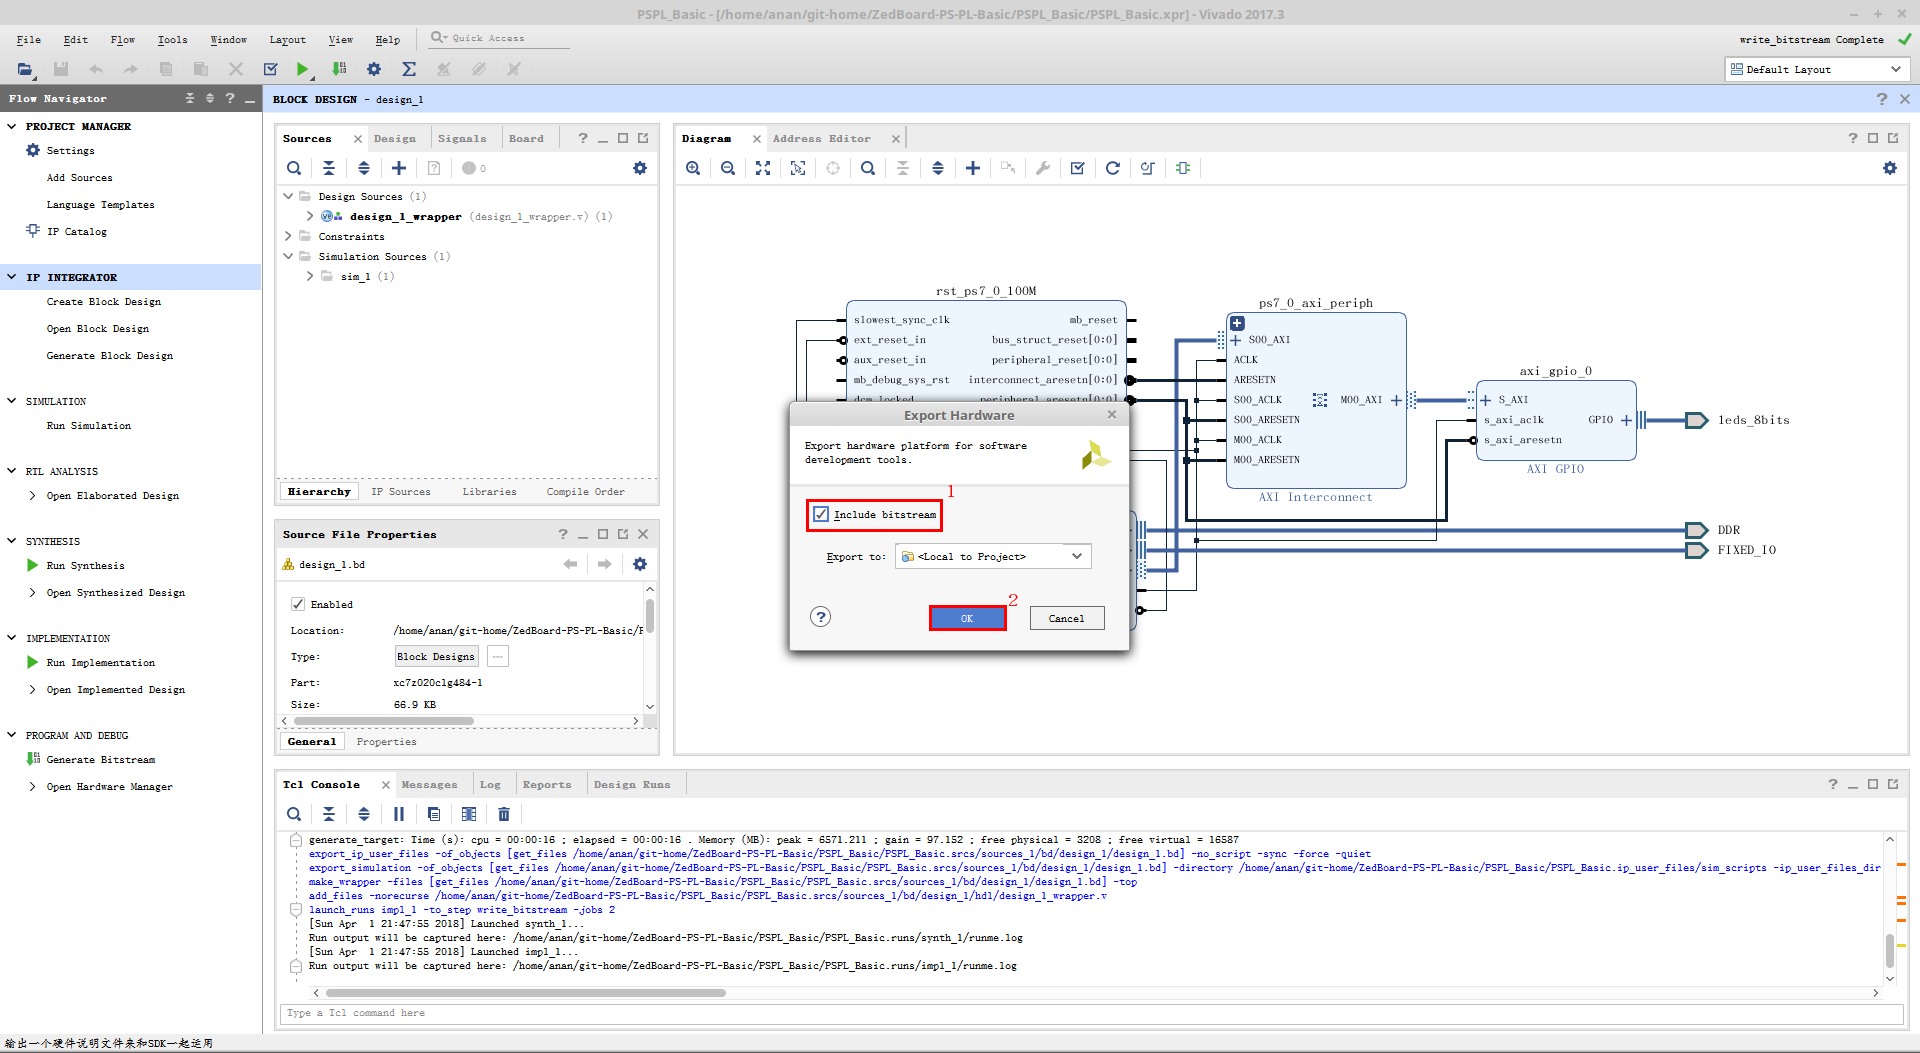 PSPL_Basic - [/home/anan/git-home/ZedBoard-PS-PL-Basic/PSPL_Basic/PSPL_Basic.xpr] - Vivado 2017.3
File Edit Flow Tools Window Layout View Help Quick Access
write_bitstream Complete
Default Layout
Flow Navigator
PROJECT MANAGER
Settings
Add Sources
Language Templates
IP Catalog
IP INTEGRATOR
Create Block Design
Open Block Design
Generate Block Design
SIMULATION
Run Simulation
RTL ANALYSIS
Open Elaborated Design
SYNTHESIS
Run Synthesis
Open Synthesized Design
IMPLEMENTATION
Run Implementation
Open Implemented Design
PROGRAM AND DEBUG
Generate Bitstream
Open Hardware Manager
BLOCK DESIGN - design_1
Sources Design Signals Board
0
Design Sources (1)
design_1_wrapper (design_1_wrapper.v) (1)
Constraints
Simulation Sources (1)
sim_1 (1)
Hierarchy IP Sources Libraries Compile Order
Source File Properties
design_1.bd
Enabled
Location: /home/anan/git-home/ZedBoard-PS-PL-Basic/P
Type: Block Designs
Part: xc7z020clg484-1
Size: 66.9 KB
General Properties
Diagram Address Editor
rst_ps7_0_100M
slowest_sync_clk mb_reset
ext_reset_in bus_struct_reset[0:0]
aux_reset_in peripheral_reset[0:0]
mb_debug_sys_rst interconnect_aresetn[0:0]
dcm_locked peripheral_aresetn[0:0]
ps7_0_axi_periph
S00_AXI
ACLK
ARESETN
S00_ACLK M00_AXI
S00_ARESETN
M00_ACLK
M00_ARESETN
AXI Interconnect
axi_gpio_0
S_AXI
s_axi_aclk GPIO
s_axi_aresetn
AXI GPIO
leds_8bits
DDR
FIXED_IO
Export Hardware
Export hardware platform for software
development tools.
1
Include bitstream
Export to: <Local to Project>
2
OK Cancel
Tcl Console Messages Log Reports Design Runs
generate_target: Time (s): cpu = 00:00:16 ; elapsed = 00:00:16 . Memory (MB): peak = 6571.211 ; gain = 97.152 ; free physical = 3208 ; free virtual = 16587
export_ip_user_files -of_objects [get_files /home/anan/git-home/ZedBoard-PS-PL-Basic/PSPL_Basic/PSPL_Basic.srcs/sources_1/bd/design_1/design_1.bd] -no_script -sync -force -quiet
export_simulation -of_objects [get_files /home/anan/git-home/ZedBoard-PS-PL-Basic/PSPL_Basic/PSPL_Basic.srcs/sources_1/bd/design_1/design_1.bd] -directory /home/anan/git-home/ZedBoard-PS-PL-Basic/PSPL_Basic/PSPL_Basic.ip_user_files/sim_scripts -ip_user_files_dir
make_wrapper -files [get_files /home/anan/git-home/ZedBoard-PS-PL-Basic/PSPL_Basic/PSPL_Basic.srcs/sources_1/bd/design_1/design_1.bd] -top
add_files -norecurse /home/anan/git-home/ZedBoard-PS-PL-Basic/PSPL_Basic/PSPL_Basic.srcs/sources_1/bd/design_1/hdl/design_1_wrapper.v
launch_runs impl_1 -to_step write_bitstream -jobs 2
[Sun Apr  1 21:47:55 2018] Launched synth_1...
Run output will be captured here: /home/anan/git-home/ZedBoard-PS-PL-Basic/PSPL_Basic/PSPL_Basic.runs/synth_1/runme.log
[Sun Apr  1 21:47:55 2018] Launched impl_1...
Run output will be captured here: /home/anan/git-home/ZedBoard-PS-PL-Basic/PSPL_Basic/PSPL_Basic.runs/impl_1/runme.log
Type a Tcl command here
输出一个硬件说明文件来和SDK一起运用